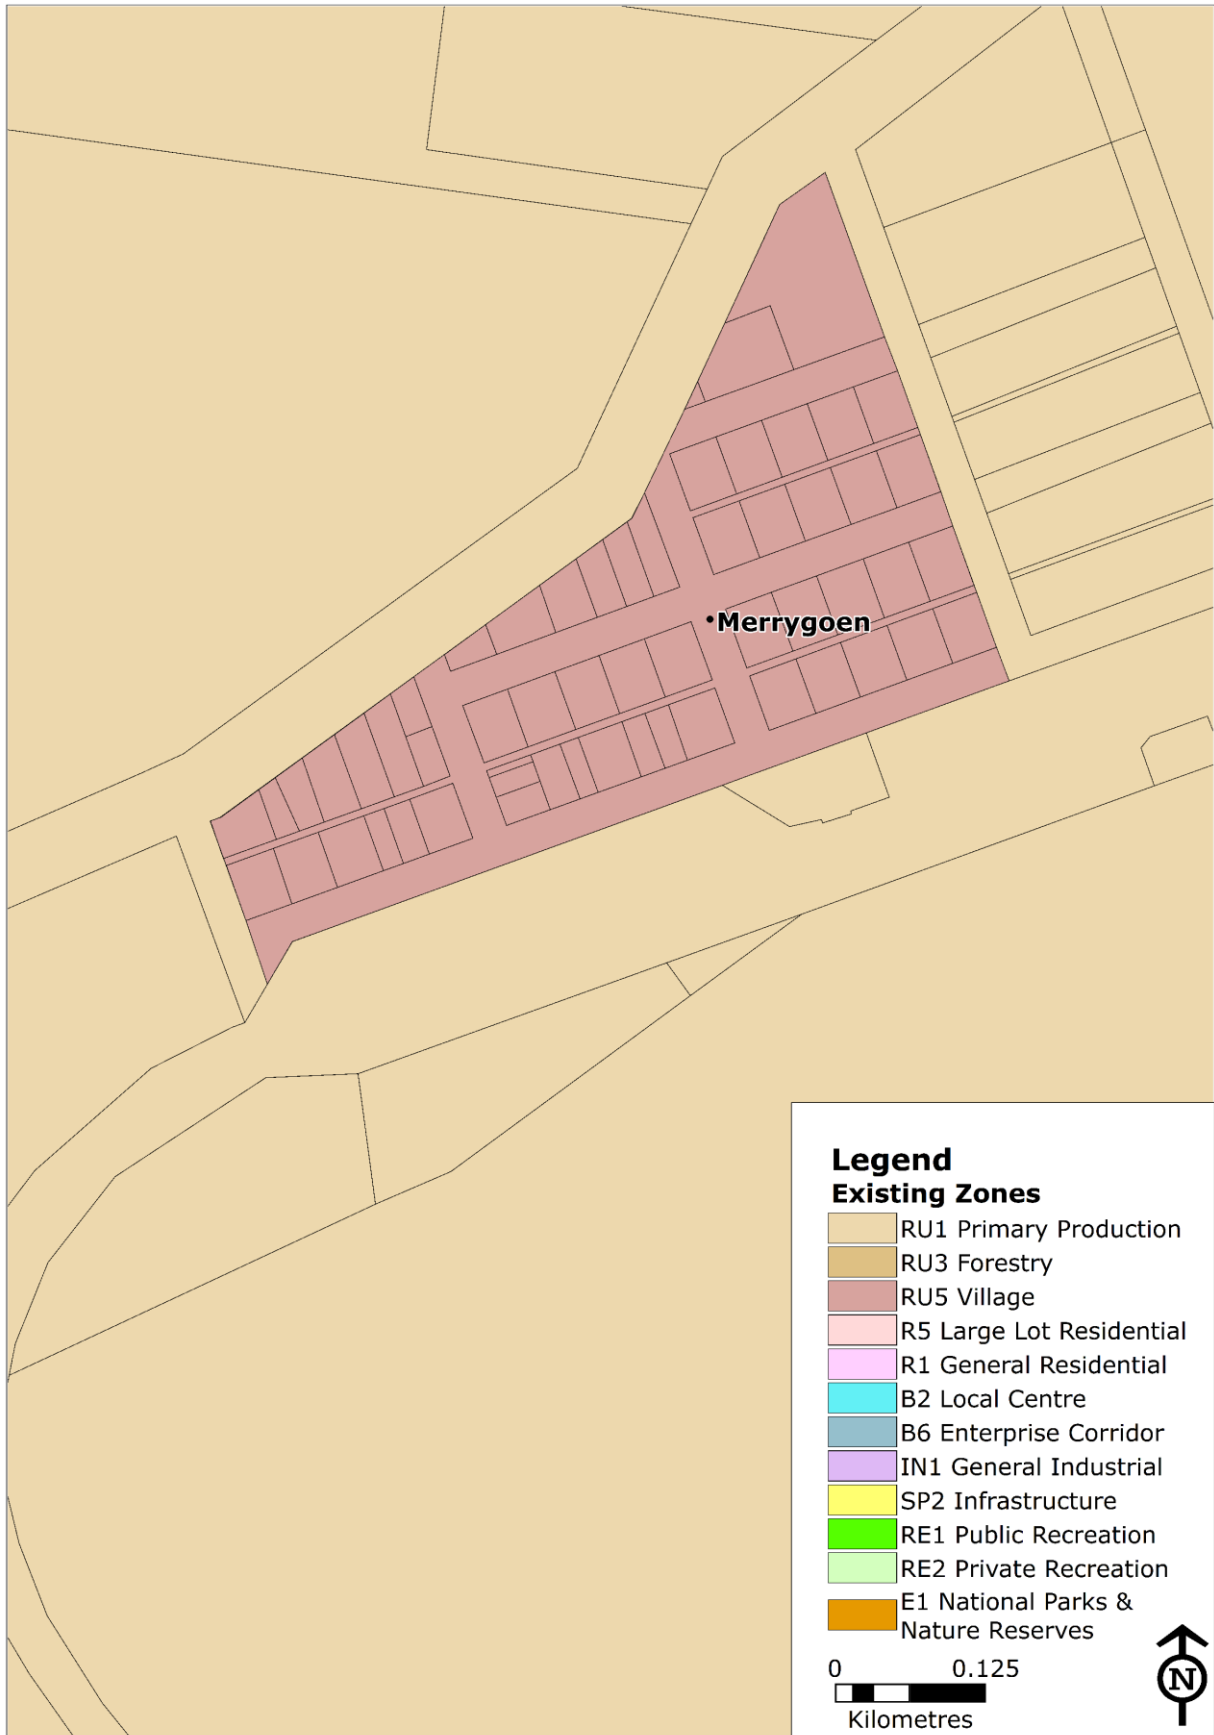 Merrygoen
Legend
Existing Zones
RU1 Primary Production
RU3 Forestry
RU5 Village
R5 Large Lot Residential
R1 General Residential
B2 Local Centre
B6 Enterprise Corridor
IN1 General Industrial
SP2 Infrastructure
RE1 Public Recreation
RE2 Private Recreation
E1 National Parks &
Nature Reserves
0 0.125
Kilometres
N